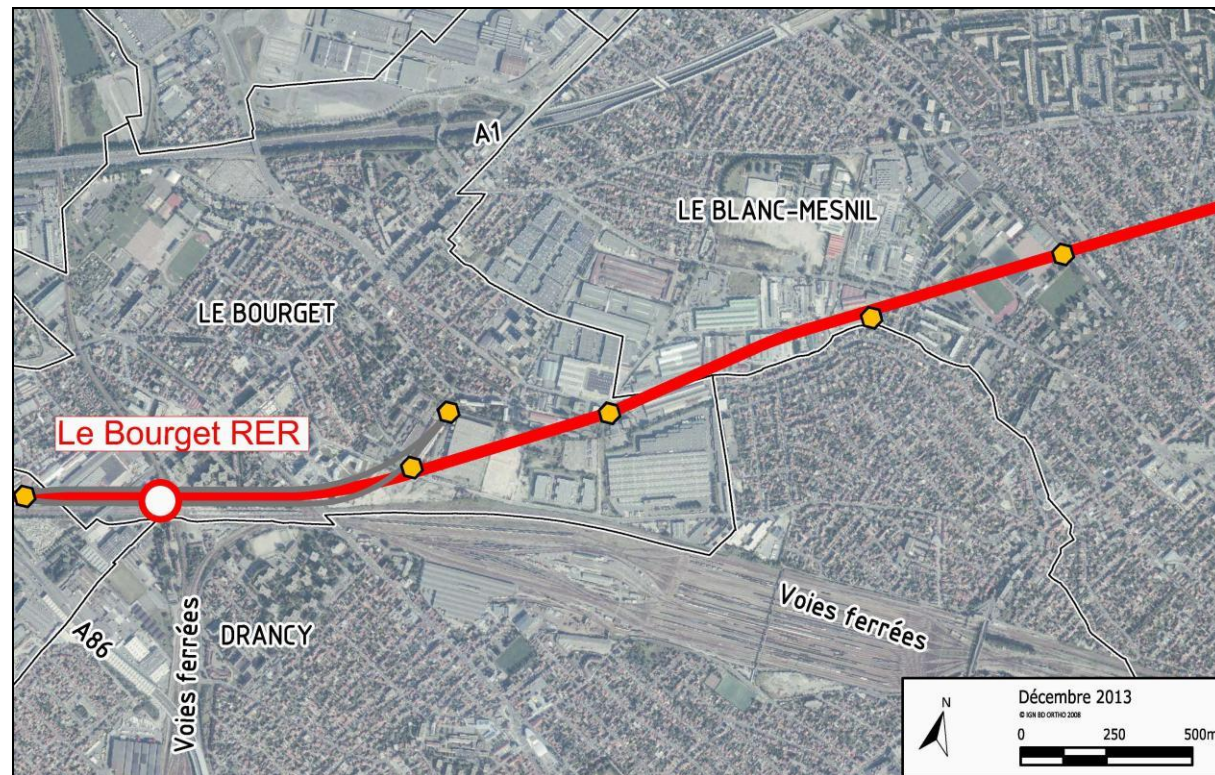 A1
LE BLANC-MESNIL
LE BOURGET
Le Bourget RER
A86
Voies ferrées
DRANCY
Voies ferrées
N
Décembre 2013
© IGN BD ORTHO 2008
0 250 500m